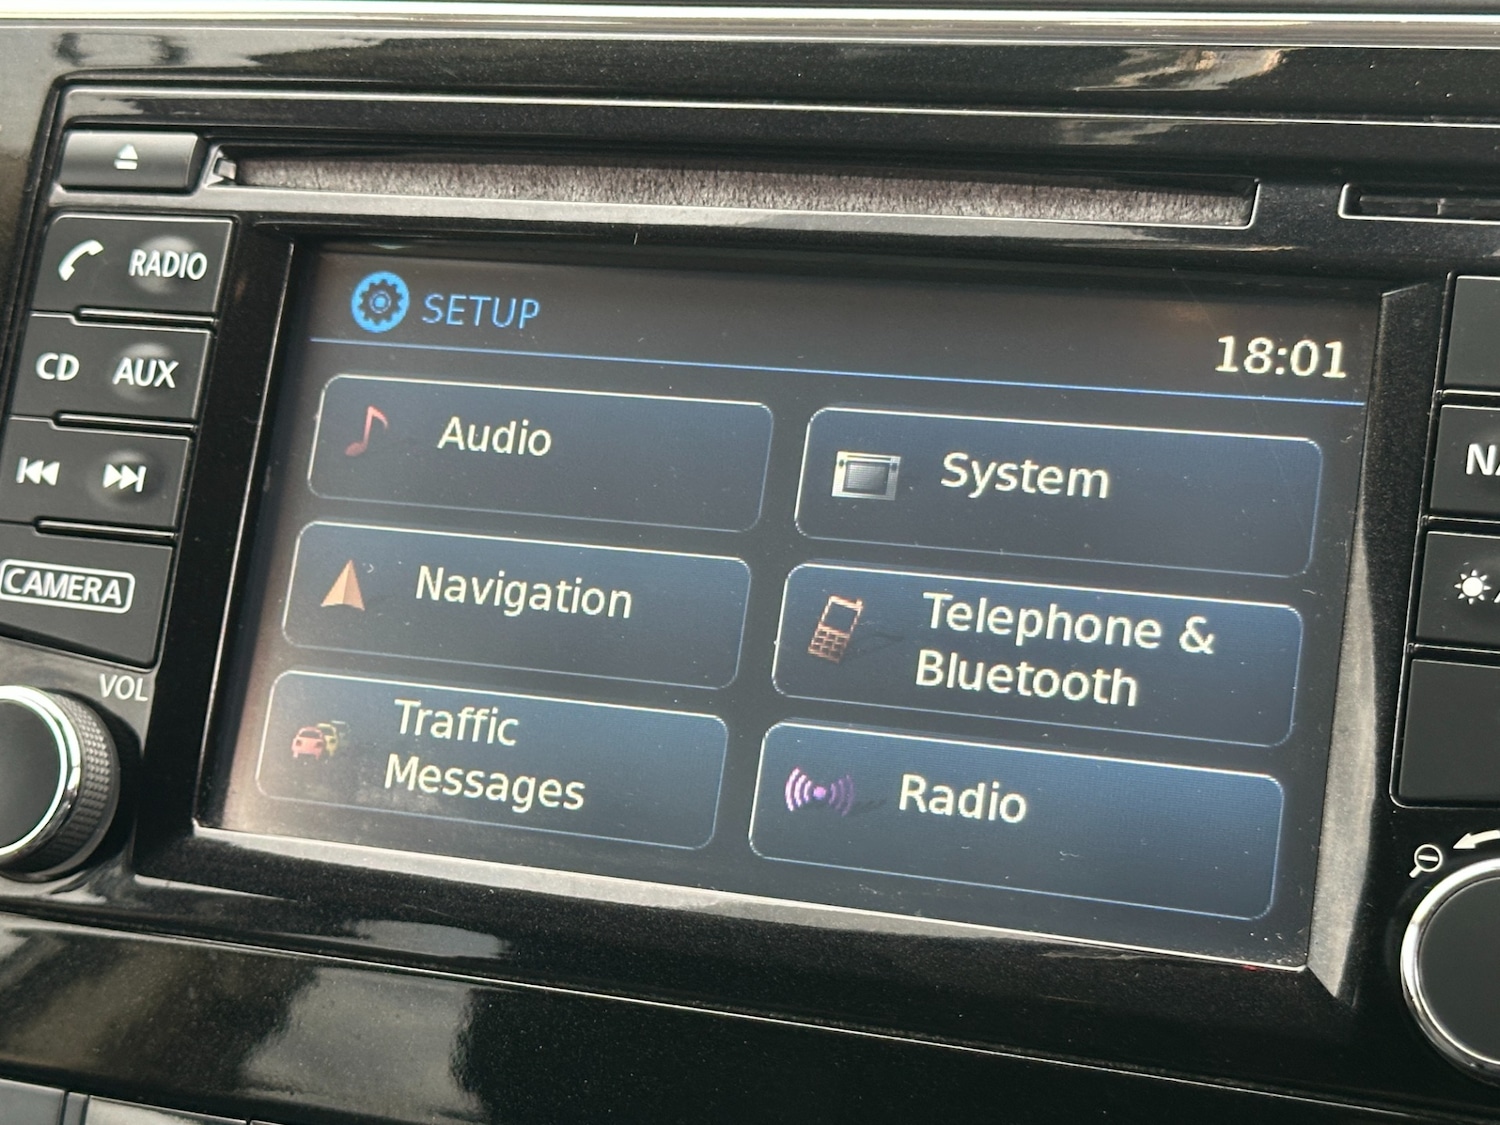 RADIO
CD AUX
CAMERA
VOL
SETUP
18:01
Audio
System
Navigation
Telephone &
Bluetooth
Traffic
Messages
Radio